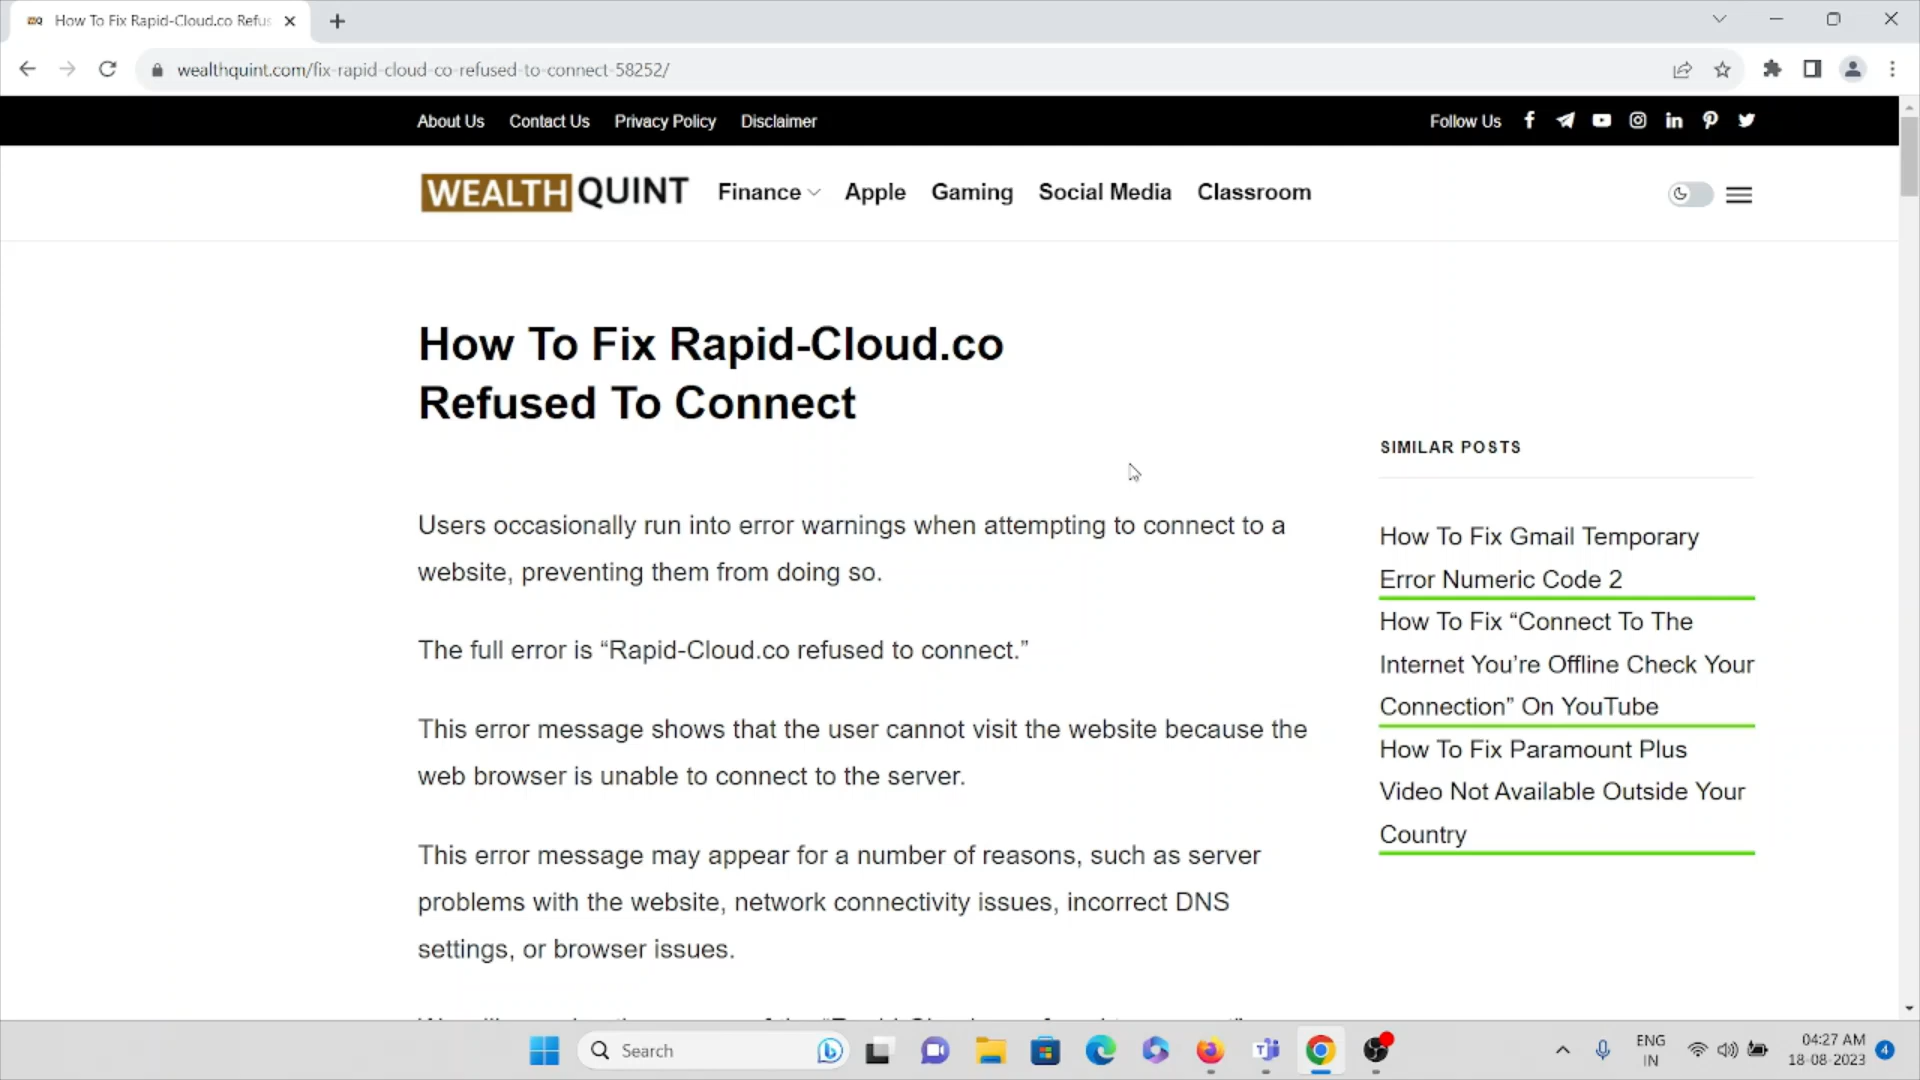 How To Fix Rapid-Cloud.co Refus
wealthquint.com/fix-rapid-cloud-co-refused-to-connect-58252/
About Us Contact Us Privacy Policy Disclaimer
Follow Us
WEALTH QUINT
Finance Apple Gaming Social Media Classroom
How To Fix Rapid-Cloud.co
Refused To Connect
Users occasionally run into error warnings when attempting to connect to a
website, preventing them from doing so.
The full error is “Rapid-Cloud.co refused to connect.”
This error message shows that the user cannot visit the website because the
web browser is unable to connect to the server.
This error message may appear for a number of reasons, such as server
problems with the website, network connectivity issues, incorrect DNS
settings, or browser issues.
SIMILAR POSTS
How To Fix Gmail Temporary
Error Numeric Code 2
How To Fix “Connect To The
Internet You’re Offline Check Your
Connection” On YouTube
How To Fix Paramount Plus
Video Not Available Outside Your
Country
Search
ENG
IN
04:27 AM
18-08-2023
4